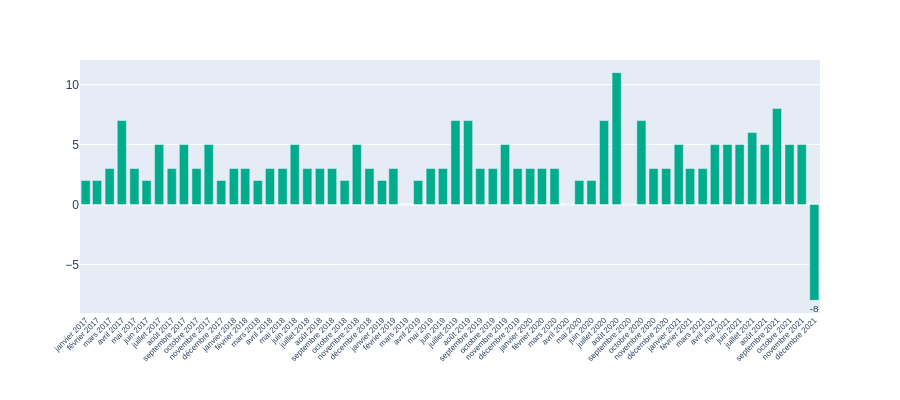 10
5
0
−5
-8
janvier 2017
février 2017
mars 2017
avril 2017
mai 2017
juin 2017
juillet 2017
août 2017
septembre 2017
octobre 2017
novembre 2017
décembre 2017
janvier 2018
février 2018
mars 2018
avril 2018
mai 2018
juin 2018
juillet 2018
août 2018
septembre 2018
octobre 2018
novembre 2018
décembre 2018
janvier 2019
février 2019
mars 2019
avril 2019
mai 2019
juin 2019
juillet 2019
août 2019
septembre 2019
octobre 2019
novembre 2019
décembre 2019
janvier 2020
février 2020
mars 2020
avril 2020
mai 2020
juin 2020
juillet 2020
août 2020
septembre 2020
octobre 2020
novembre 2020
décembre 2020
janvier 2021
février 2021
mars 2021
avril 2021
mai 2021
juin 2021
juillet 2021
août 2021
septembre 2021
octobre 2021
novembre 2021
décembre 2021